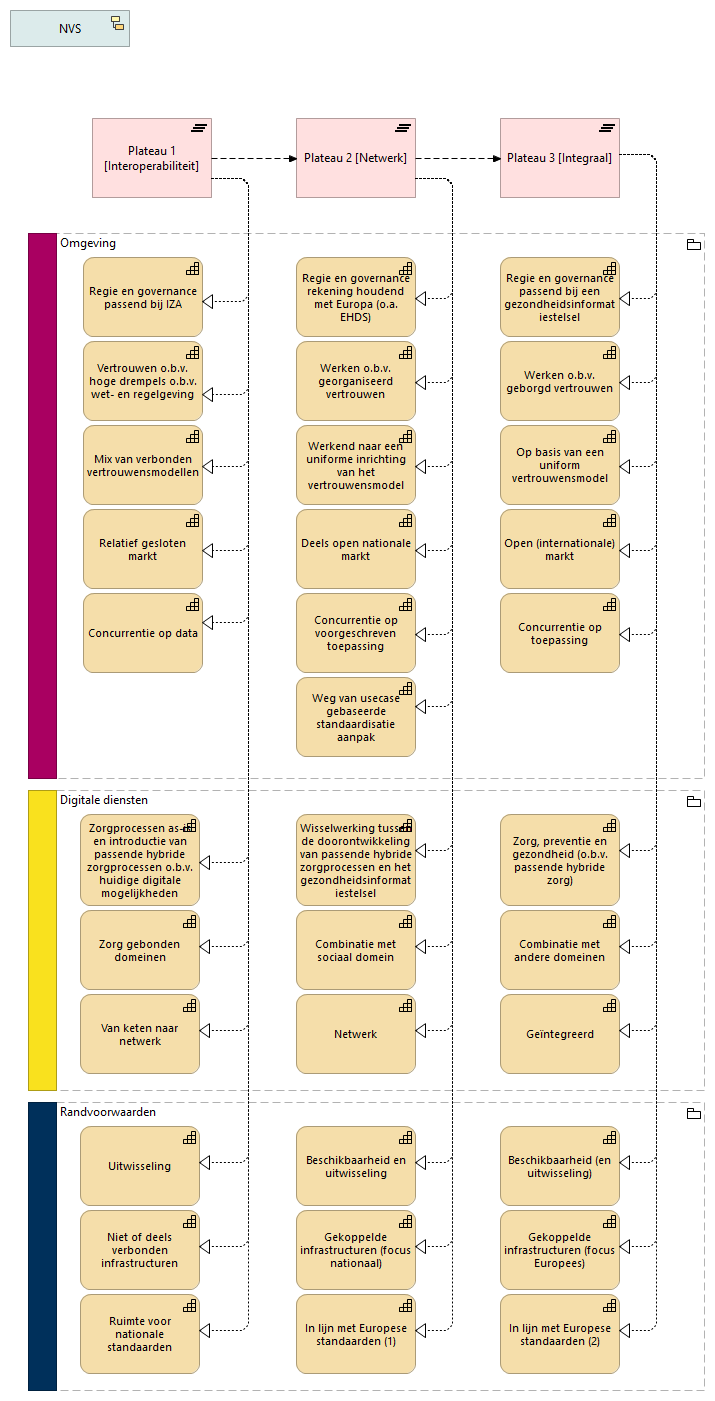 NVS
Plateau 1
[Interoperabiliteit]
Plateau 2 [Netwerk]
Plateau 3 [Integraal]
Omgeving
Regie en governance
passend bij IZA
Regie en governance
rekening houdend
met Europa (o.a.
EHDS)
Regie en governance
passend bij een
gezondheidsinformat
iestelsel
Vertrouwen o.b.v.
hoge drempels o.b.v.
wet- en regelgeving
Werken o.b.v.
georganiseerd
vertrouwen
Werken o.b.v.
geborgd vertrouwen
Mix van verbonden
vertrouwensmodellen
Werkend naar een
uniforme inrichting
van het
vertrouwensmodel
Op basis van een
uniform
vertrouwensmodel
Relatief gesloten
markt
Deels open nationale
markt
Open (internationale)
markt
Concurrentie op data
Concurrentie op
voorgeschreven
toepassing
Concurrentie op
toepassing
Weg van usecase
gebaseerde
standaardisatie
aanpak
Digitale diensten
Zorgprocessen as-is
en introductie van
passende hybride
zorgprocessen o.b.v.
huidige digitale
mogelijkheden
Wisselwerking tussen
de doorontwikkeling
van passende hybride
zorgprocessen en het
gezondheidsinformat
iestelsel
Zorg, preventie en
gezondheid (o.b.v.
passende hybride
zorg)
Zorg gebonden
domeinen
Combinatie met
sociaal domein
Combinatie met
andere domeinen
Van keten naar
netwerk
Netwerk
Geïntegreerd
Randvoorwaarden
Uitwisseling
Beschikbaarheid en
uitwisseling
Beschikbaarheid (en
uitwisseling)
Niet of deels
verbonden
infrastructuren
Gekoppelde
infrastructuren (focus
nationaal)
Gekoppelde
infrastructuren (focus
Europees)
Ruimte voor
nationale
standaarden
In lijn met Europese
standaarden (1)
In lijn met Europese
standaarden (2)